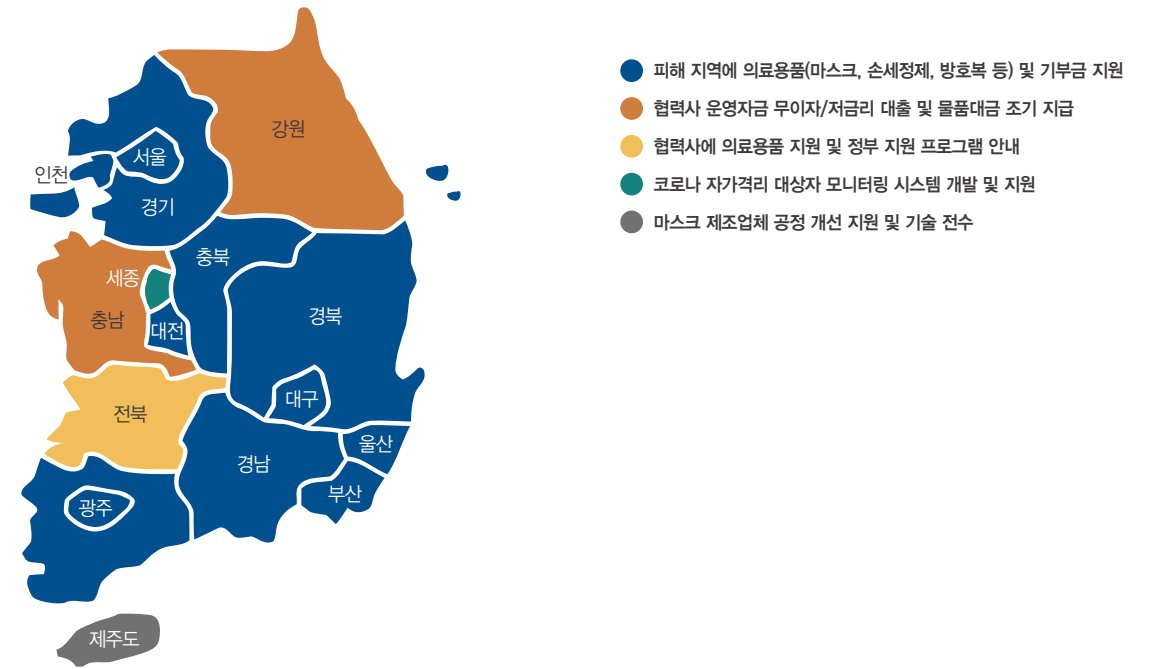 강원
서울
인천
경기
충북
세종
충남
대전
경북
대구
전북
울산
경남
부산
광주
제주도
피해 지역에 의료용품(마스크, 손세정제, 방호복 등) 및 기부금 지원
협력사 운영자금 무이자/저금리 대출 및 물품대금 조기 지급
협력사에 의료용품 지원 및 정부 지원 프로그램 안내
코로나 자가격리 대상자 모니터링 시스템 개발 및 지원
마스크 제조업체 공정 개선 지원 및 기술 전수